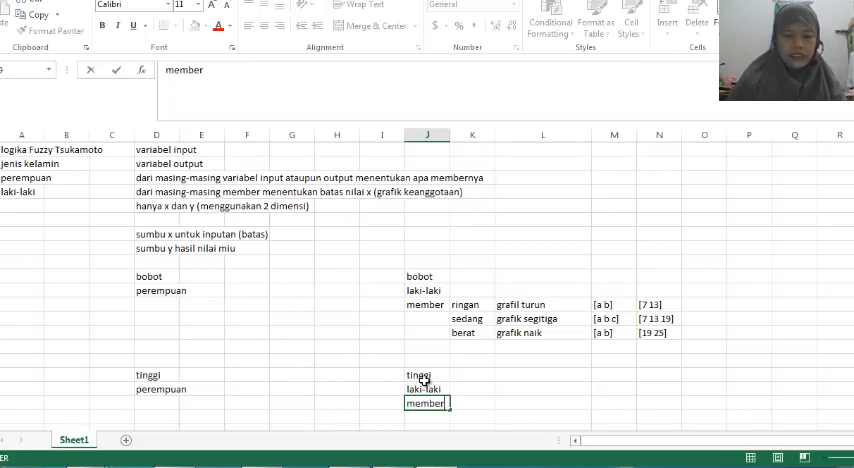 Cut
Calibri 11 Wrap Text General
Copy
Format Painter B I U A Merge & Center $ % , Conditional Formatting Format as Table Cell Styles Insert Delete Format
Clipboard Font Alignment Number Styles Cells
9 fx member
A B C D E F G H I J K L M N O P Q R
logika Fuzzy Tsukamoto variabel input
jenis kelamin variabel output
perempuan dari masing-masing variabel input ataupun output menentukan apa membernya
laki-laki dari masing-masing member menentukan batas nilai x (grafik keanggotaan)
hanya x dan y (menggunakan 2 dimensi)
sumbu x untuk inputan (batas)
sumbu y hasil nilai miu
bobot bobot
perempuan laki-laki
member ringan grafil turun [a b] [7 13]
sedang grafik segitiga [a b c] [7 13 19]
berat grafik naik [a b] [19 25]
tinggi tinggi
perempuan laki-laki
member
Sheet1
ER